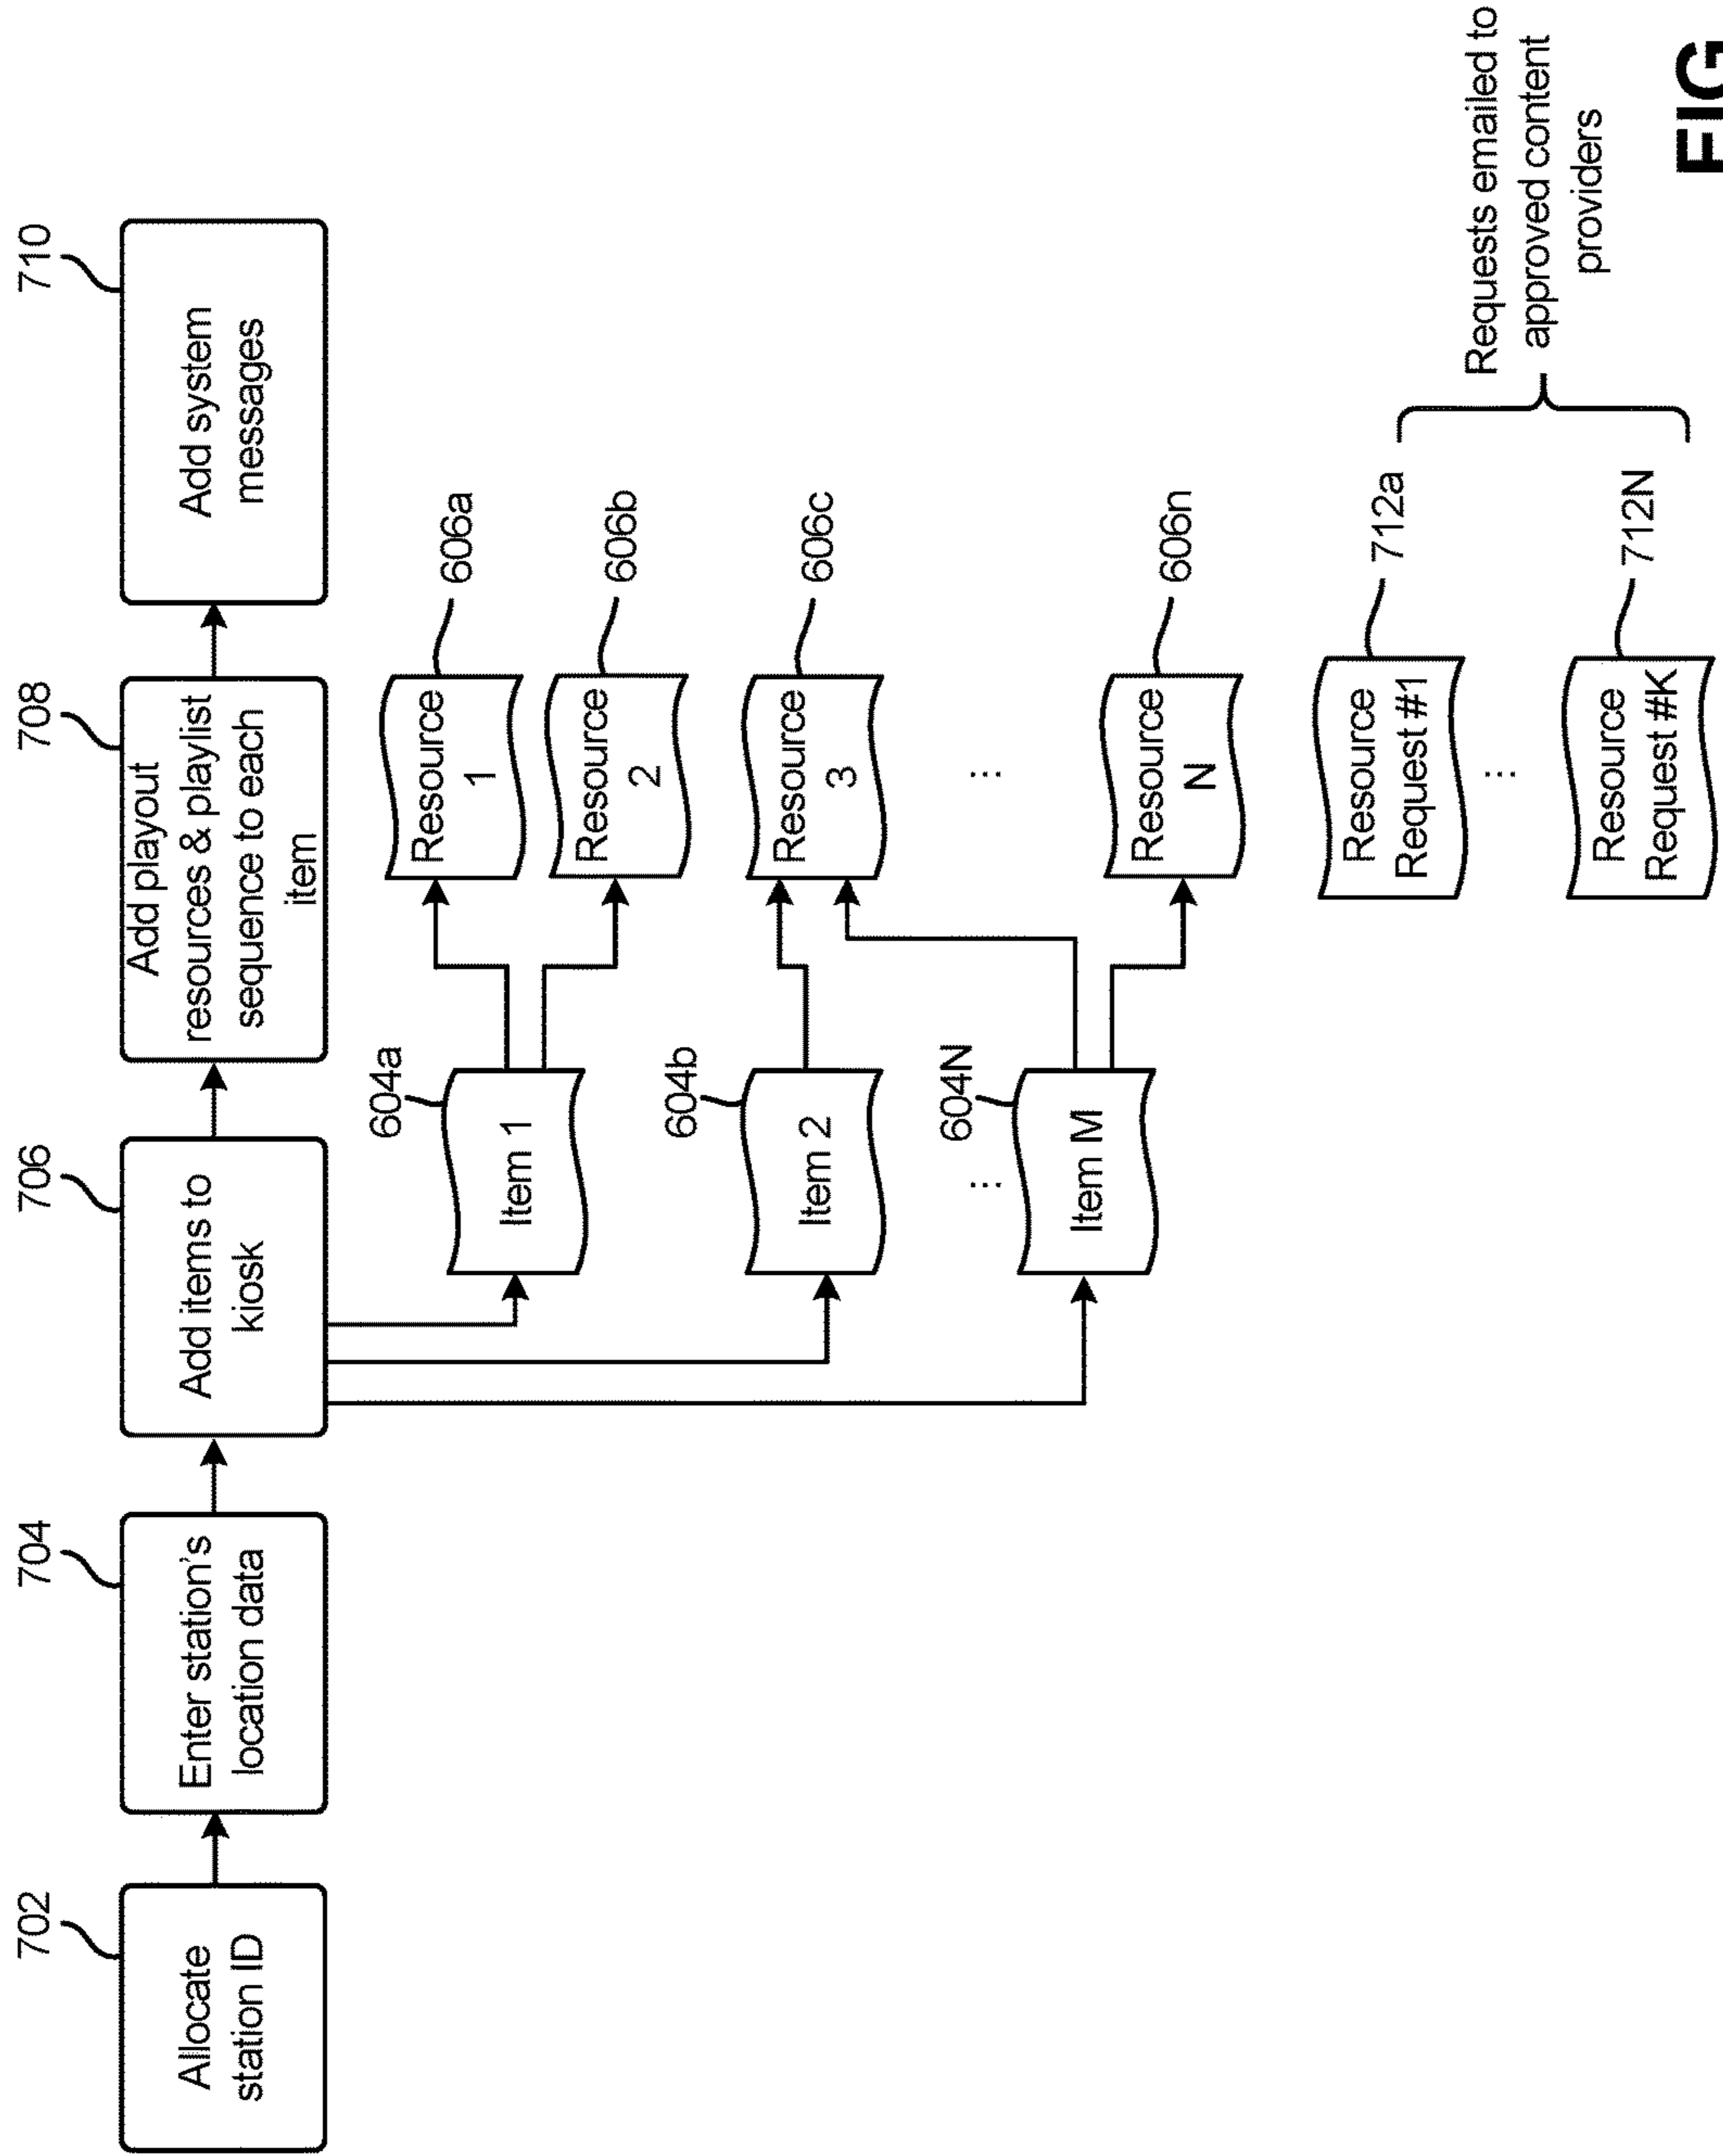 702
704
706
708
710
Allocate
station ID
Enter station's
location data
Add items to
kiosk
Add playout
resources & playlist
sequence to each
item
Add system
messages
604a
Item 1
Resource
1
606a
Resource
2
606b
604b
Item 2
Resource
3
606c
...
604N
Item M
...
Resource
N
606n
Resource
Request #1
712a
...
Resource
Request #K
712N
Requests emailed to
approved content
providers
FIG